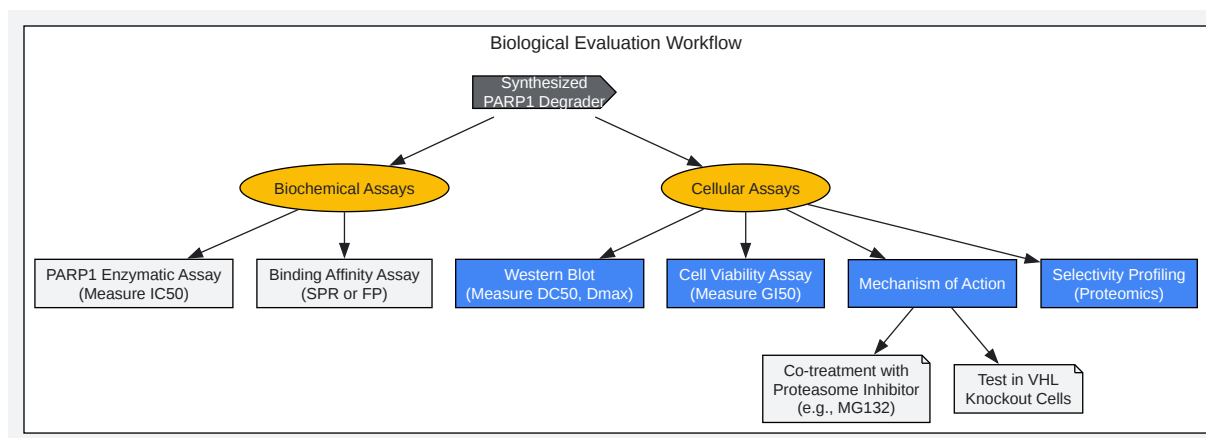 Biological Evaluation Workflow
Synthesized
PARP1 Degrader
Biochemical Assays
Cellular Assays
PARP1 Enzymatic Assay
(Measure IC50)
Binding Affinity Assay
(SPR or FP)
Western Blot
(Measure DC50, Dmax)
Cell Viability Assay
(Measure GI50)
Mechanism of Action
Selectivity Profiling
(Proteomics)
Co-treatment with
Proteasome Inhibitor
(e.g., MG132)
Test in VHL
Knockout Cells